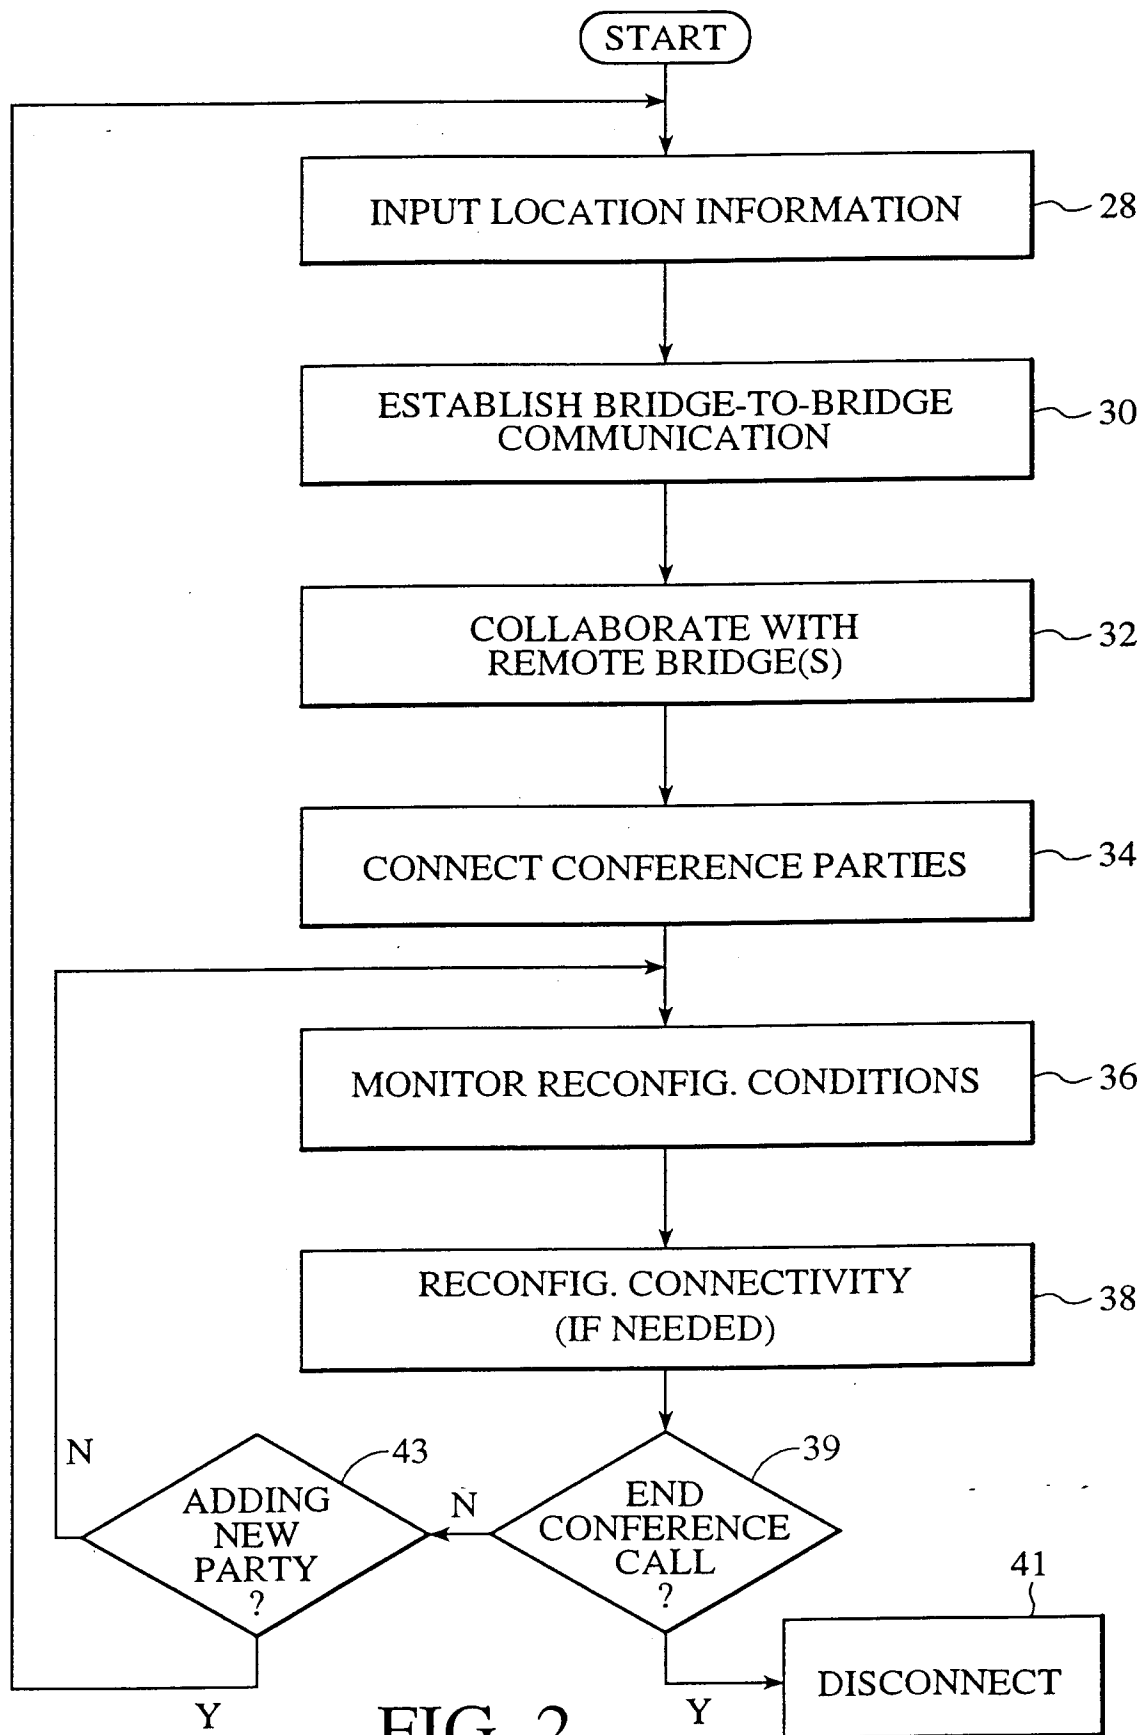 START
INPUT LOCATION INFORMATION
28
ESTABLISH BRIDGE-TO-BRIDGE
COMMUNICATION
30
COLLABORATE WITH
REMOTE BRIDGE(S)
32
CONNECT CONFERENCE PARTIES
34
MONITOR RECONFIG. CONDITIONS
36
RECONFIG. CONNECTIVITY
(IF NEEDED)
38
N
43
ADDING
NEW
PARTY
?
N
39
END
CONFERENCE
CALL
?
41
DISCONNECT
Y
Y
FIG. 2